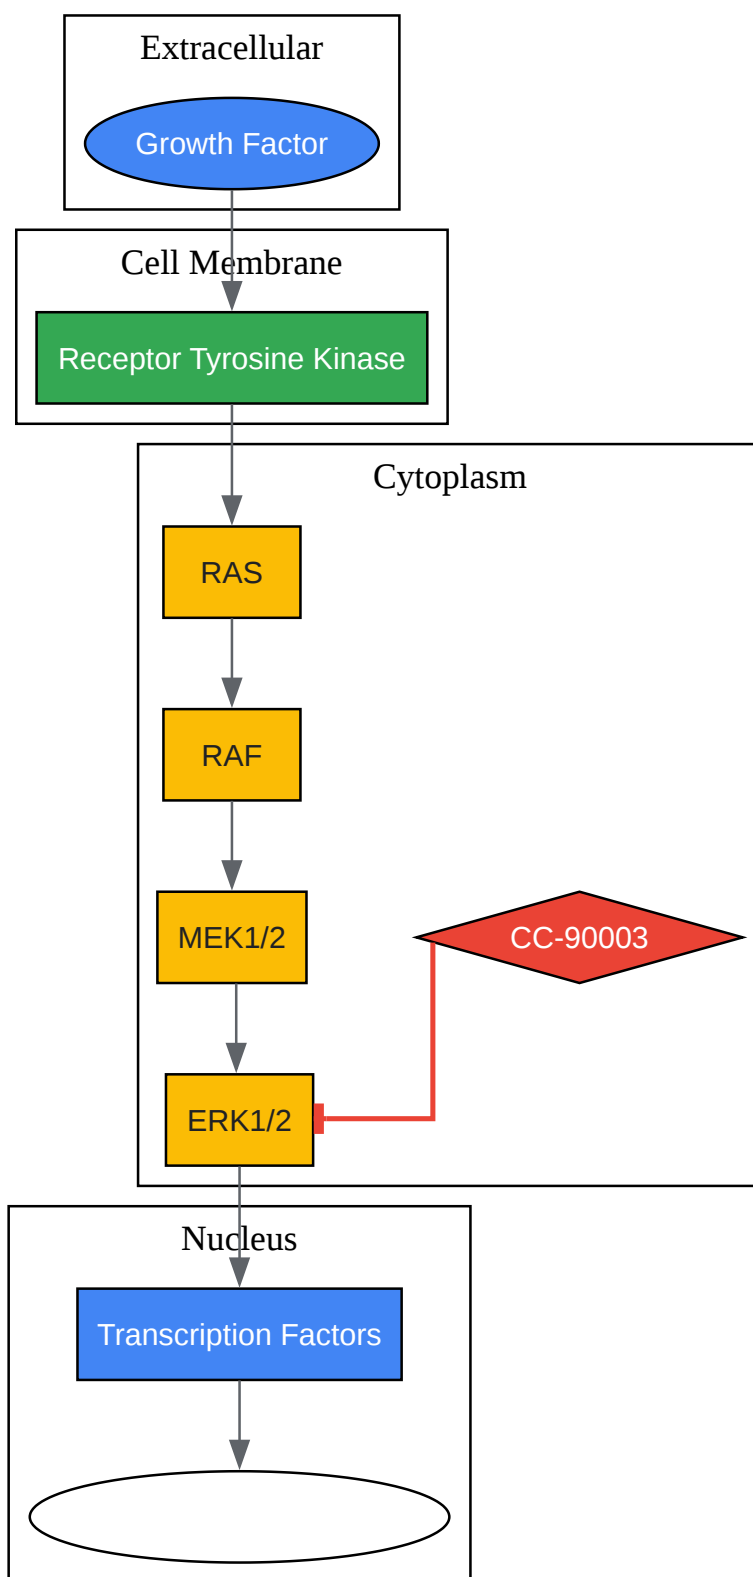 Extracellular
Growth Factor
Cell Membrane
Receptor Tyrosine Kinase
Cytoplasm
RAS
RAF
MEK1/2
CC-90003
ERK1/2
Nucleus
Transcription Factors